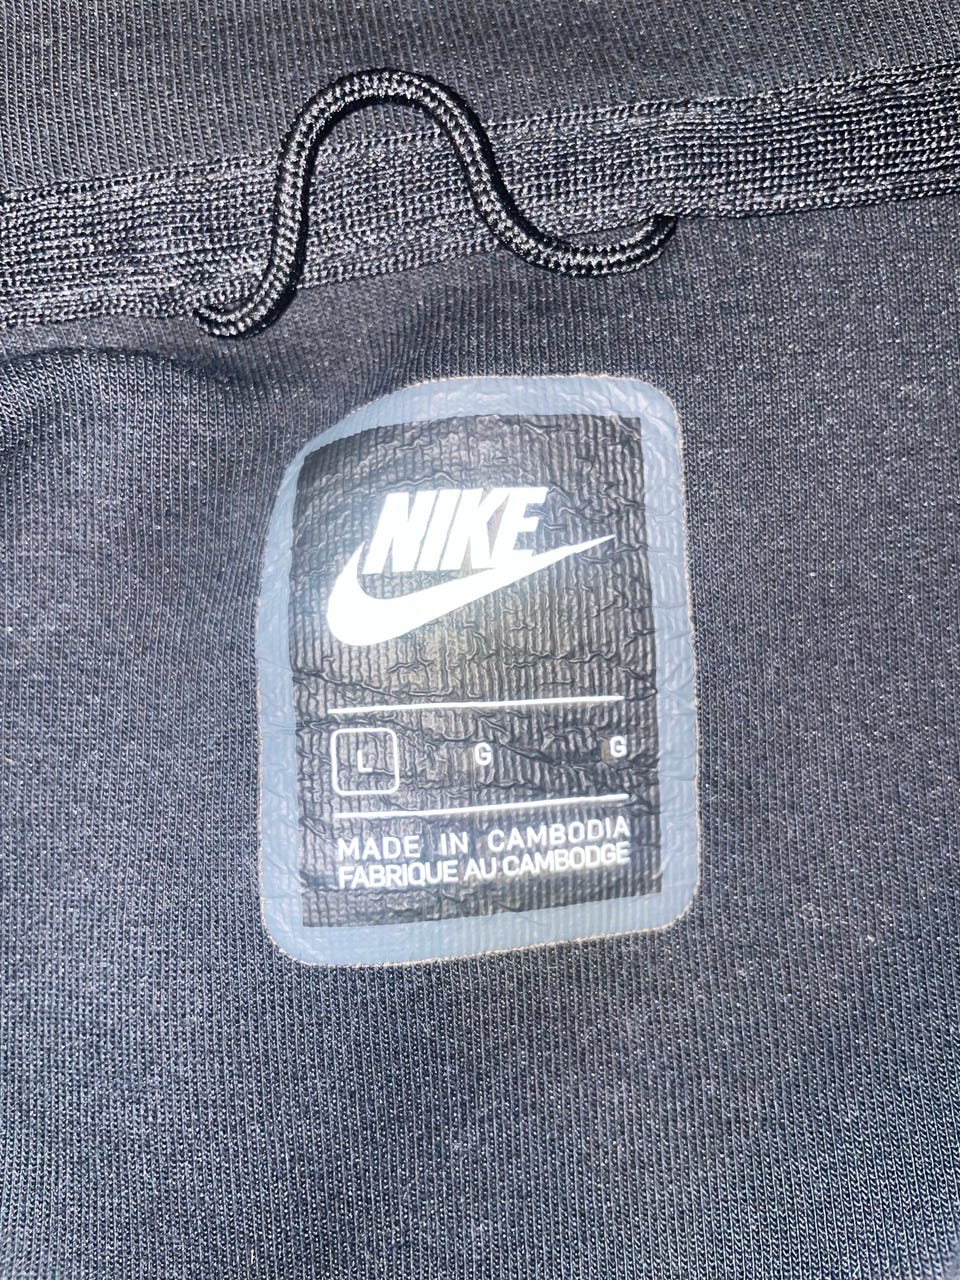 NIKE
L G G
MADE IN CAMBODIA
FABRIQUE AU CAMBODGE